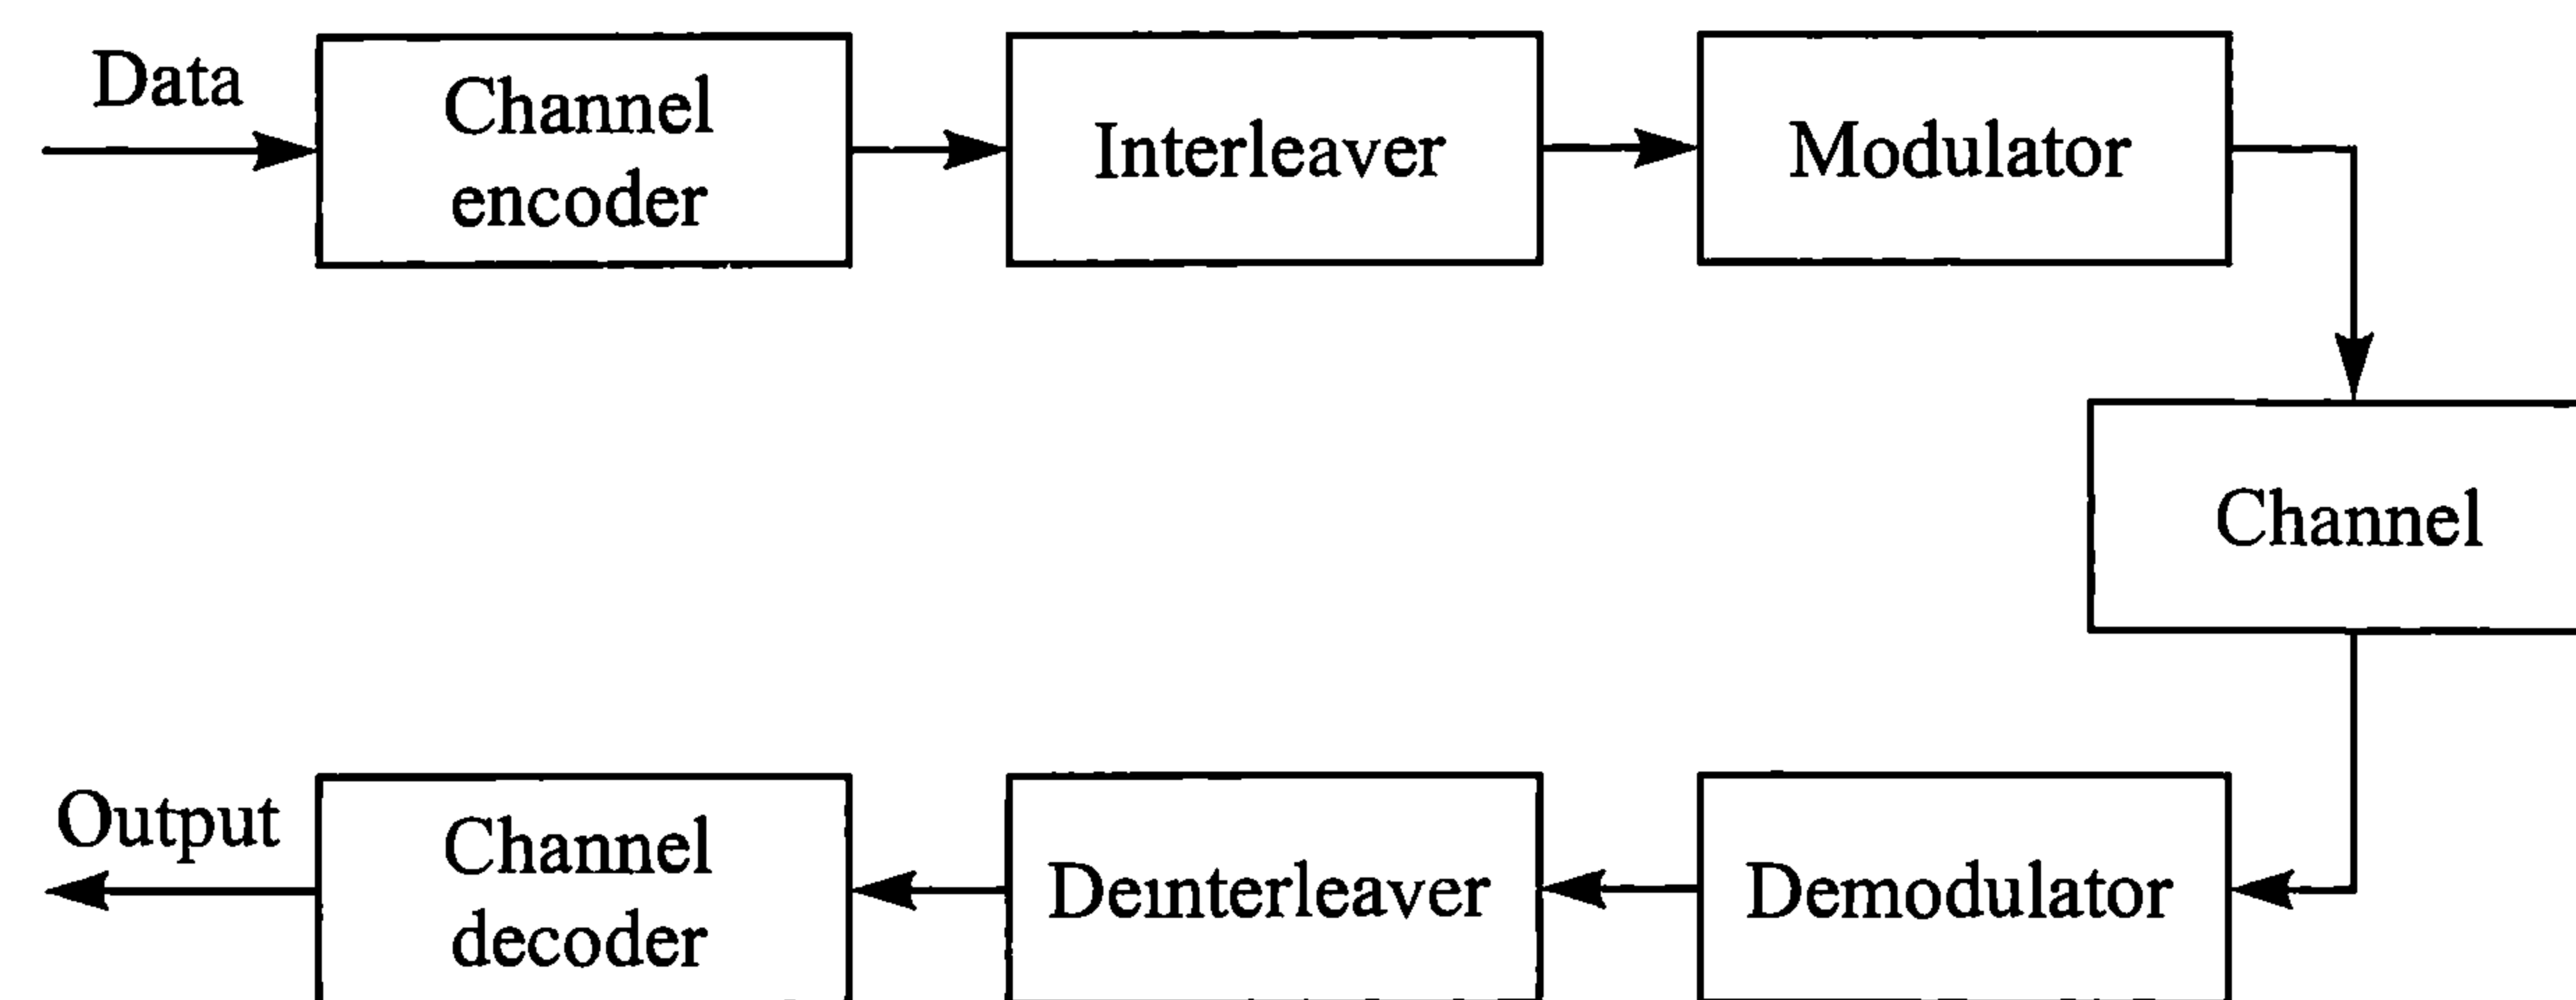 Data
Channel
encoder
Interleaver
Modulator
Channel
Output
Channel
decoder
Deinterleaver
Demodulator